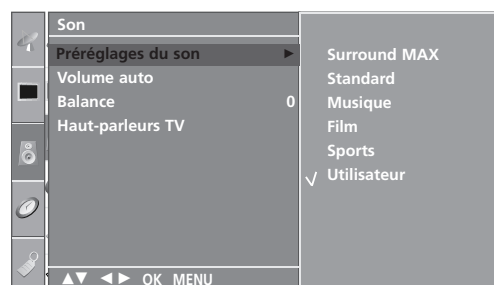 Son
Préréglages du son ►
Volume auto
Balance 0
Haut-parleurs TV
▲▼ ◄► OK MENU
Surround MAX
Standard
Musique
Film
Sports
√ Utilisateur